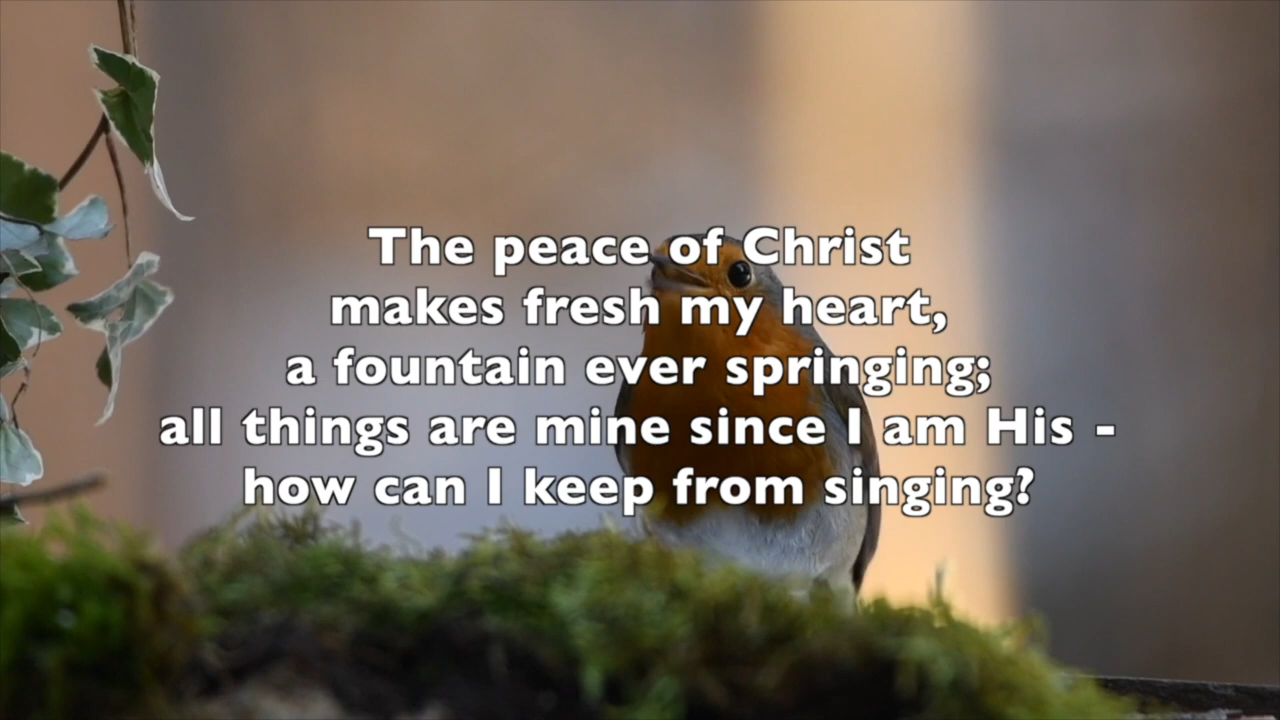 The peace of Christ
makes fresh my heart,
a fountain ever springing;
all things are mine since I am His -
how can I keep from singing?